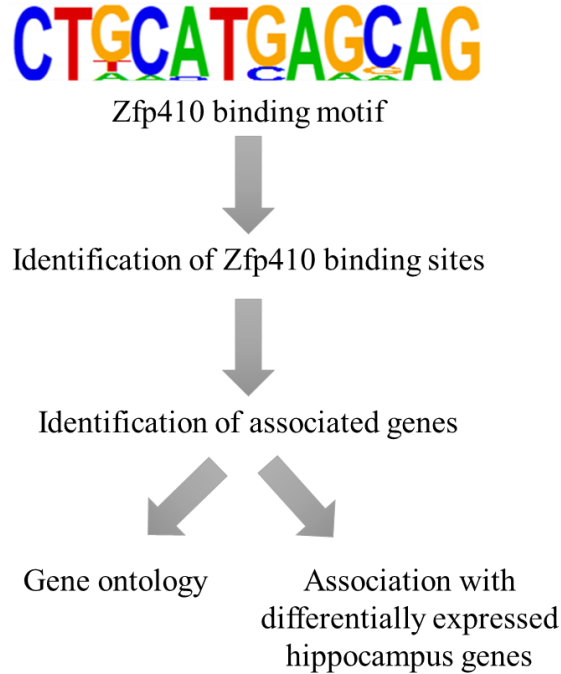 CTGCATGAGCAG
Zfp410 binding motif
Identification of Zfp410 binding sites
Identification of associated genes
Gene ontology
Association with
differentially expressed
hippocampus genes